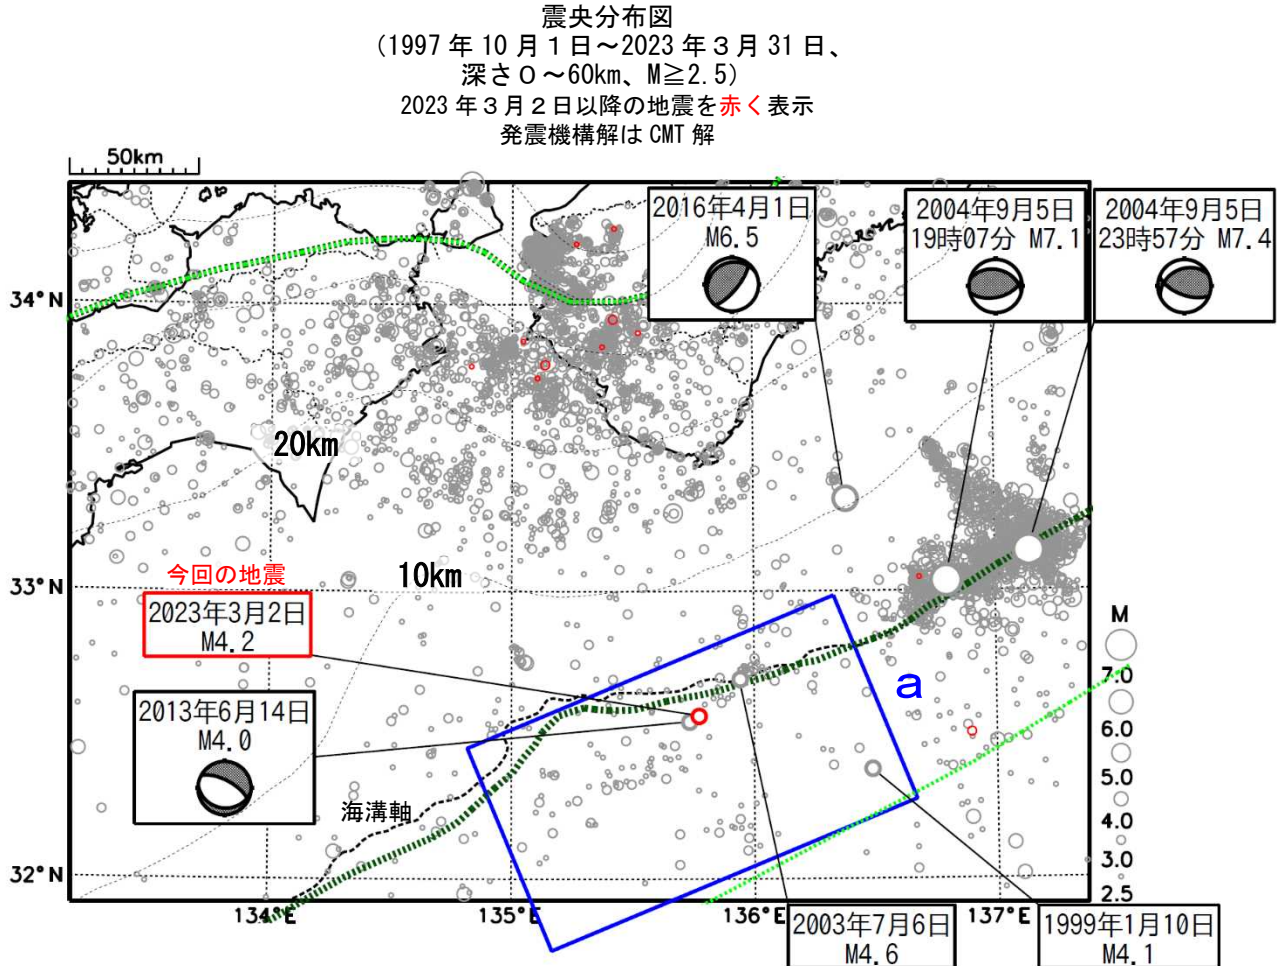 震央分布図
(1997年10月1日~2023年3月31日、
深さ0~60km、M≧2.5)
2023年3月2日以降の地震を赤く表示
発震機構解はCMT解
50km
2016年4月1日
M6.5
2004年9月5日
19時07分 M7.1
2004年9月5日
23時57分 M7.4
34°N
20km
33°N
10km
今回の地震
2023年3月2日
M4.2
2013年6月14日
M4.0
海溝軸
a
M
7.0
6.0
5.0
4.0
3.0
2.5
32°N
134°E
135°E
136°E
137°E
2003年7月6日
M4.6
1999年1月10日
M4.1